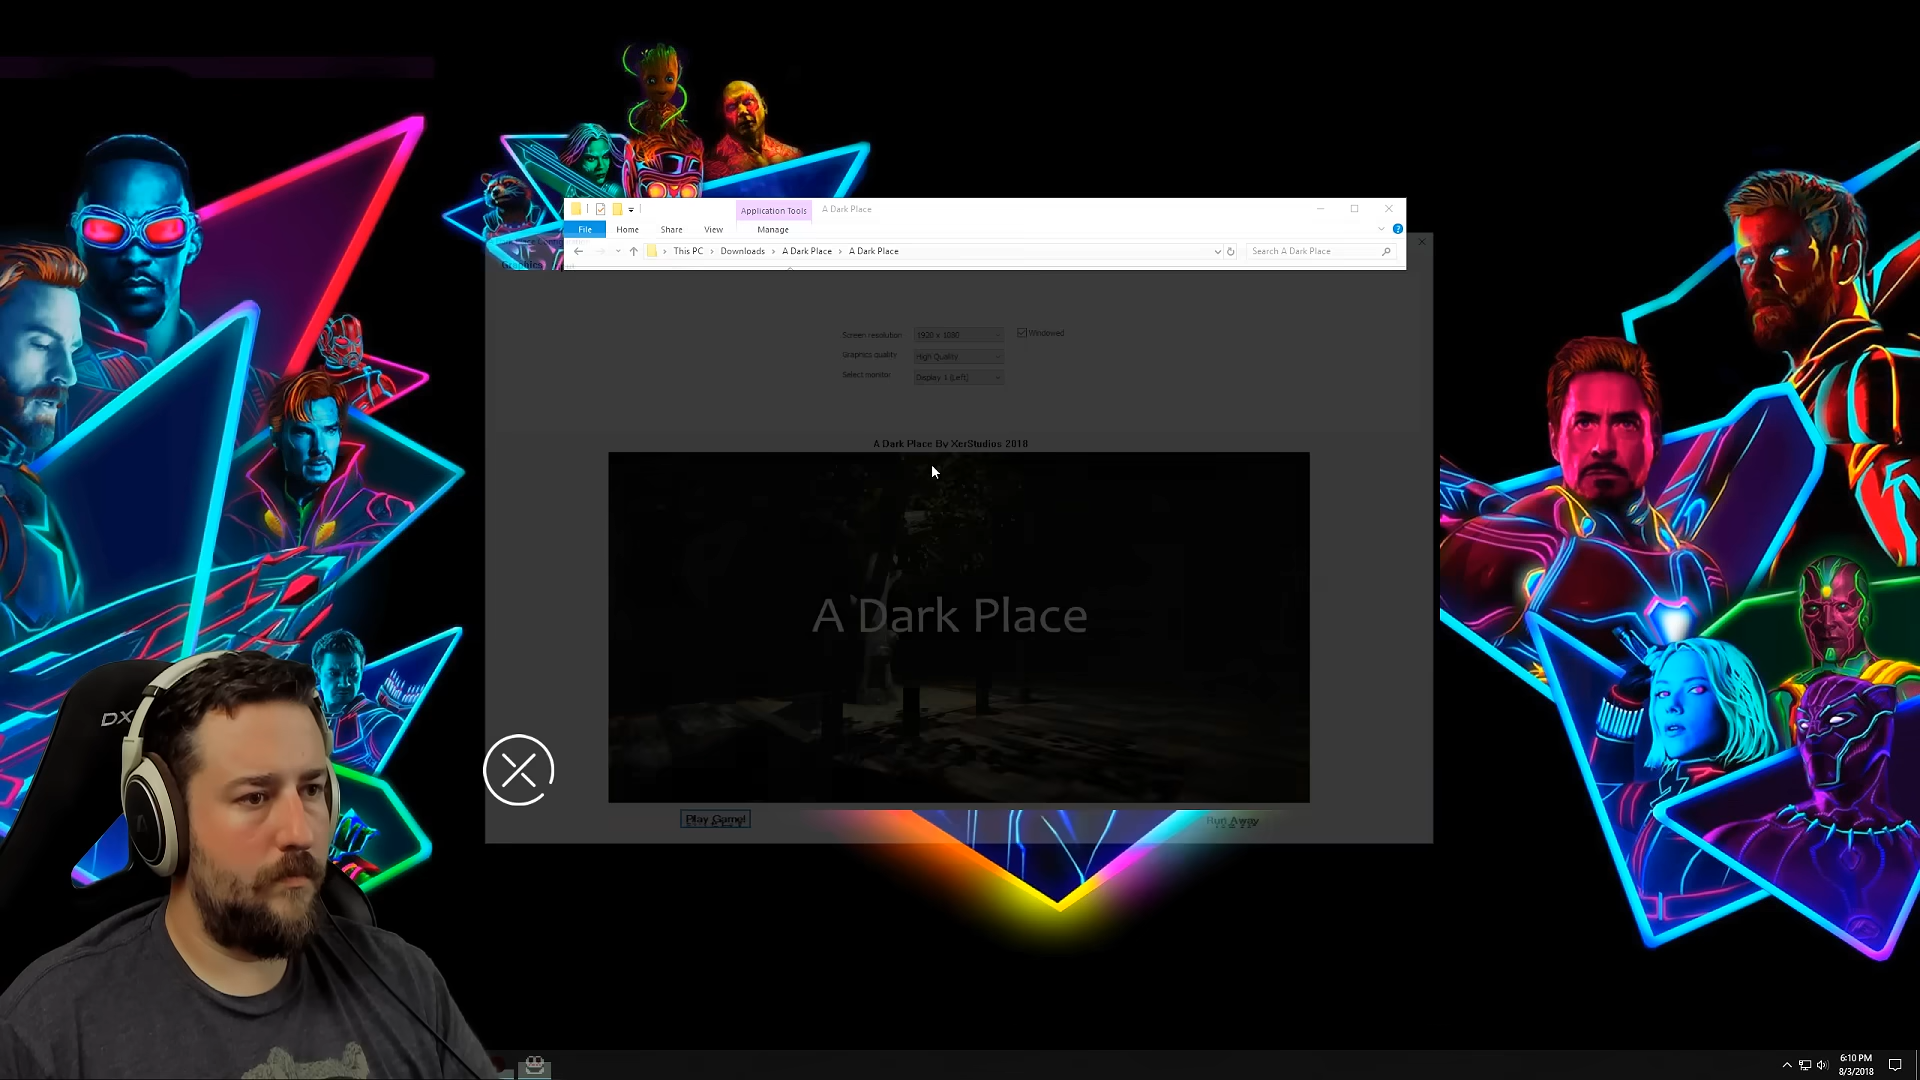 Application Tools A Dark Place
File Home Share View Manage
This PC Downloads A Dark Place A Dark Place Search A Dark Place
Graphics
Screen resolution 1920 x 1080 Windowed
Graphics quality High Quality
Select monitor Display 1 (Left)
A Dark Place By XerStudios 2018
A Dark Place
Play Game! Run Away
DX
6:10 PM
8/3/2018